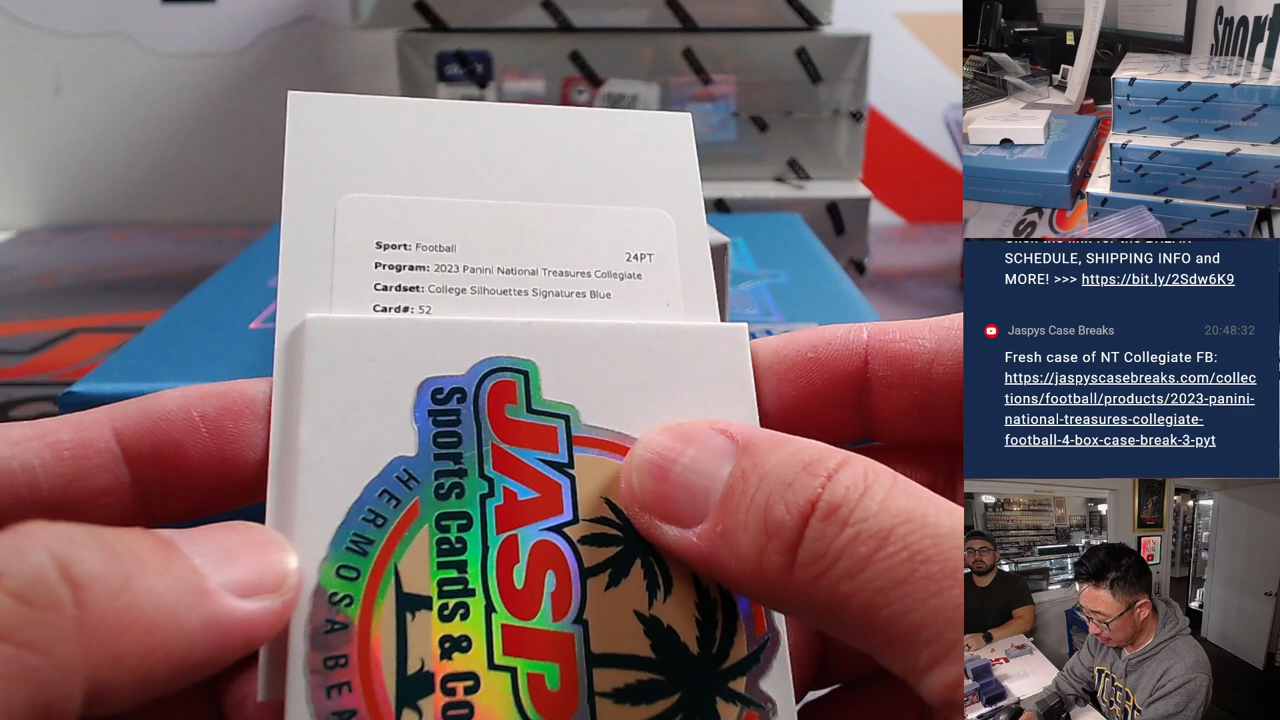 Sport: Football
24PT
Program: 2023 Panini National Treasures Collegiate
Cardset: College Silhouettes Signatures Blue
Card#: 52
JASP
Sports Cards & Co
HERMOSA BEA
Sport
SCHEDULE, SHIPPING INFO and
MORE! >>> https://bit.ly/2Sdw6K9
Jaspys Case Breaks 20:48:32
Fresh case of NT Collegiate FB:
https://jaspyscasebreaks.com/collec
tions/football/products/2023-panini-
national-treasures-collegiate-
football-4-box-case-break-3-pyt